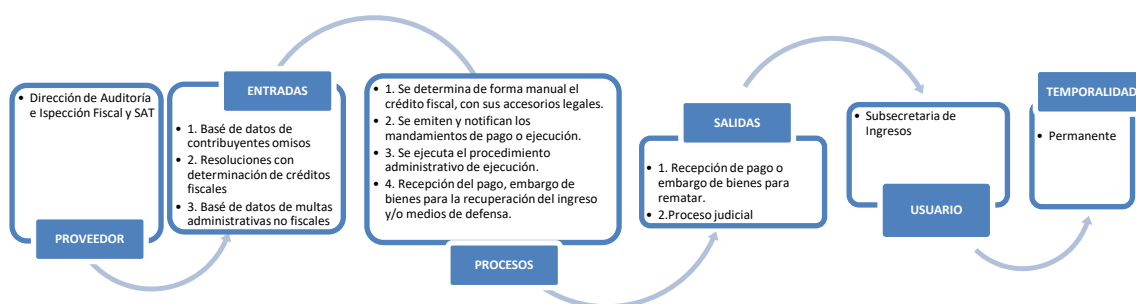 • Dirección de Auditoría
e Ispección Fiscal y SAT
PROVEEDOR
ENTRADAS
• 1. Basé de datos de
contribuyentes omisos
• 2. Resoluciones con
determinación de créditos
fiscales
• 3. Basé de datos de multas
administrativas no fiscales
• 1. Se determina de forma manual el
crédito fiscal, con sus accesorios legales.
• 2. Se emiten y notifican los
mandamientos de pago o ejecución.
• 3. Se ejecuta el procedimiento
administrativo de ejecución.
• 4. Recepción del pago, embargo de
bienes para la recuperación del ingreso
y/o medios de defensa.
PROCESOS
SALIDAS
• 1. Recepción de pago o
embargo de bienes para
rematar.
• 2.Proceso judicial
• Subsecretaria de
Ingresos
USUARIO
TEMPORALIDAD
• Permanente